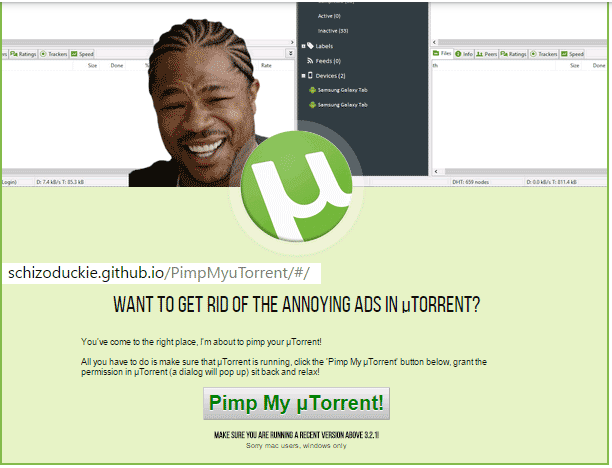 Active (0)
Inactive (33)
Labels
Feeds (0)
Devices (2)
Samsung Galaxy Tab
Samsung Galaxy Tab
Ratings Trackers Speed
Size Done %
Rate
Files Info Peers Ratings Trackers Speed
th Size Done
Login) D: 7.4 kB/s T: 85.3 kB
DHT: 659 nodes D: 0.0 kB/s T: 811.4 kB
µ
schizoduckie.github.io/PimpMyuTorrent/#/
WANT TO GET RID OF THE ANNOYING ADS IN µTORRENT?
You've come to the right place, I'm about to pimp your µTorrent!
All you have to do is make sure that µTorrent is running, click the 'Pimp My µTorrent' button below, grant the
permission in µTorrent (a dialog will pop up) sit back and relax!
Pimp My µTorrent!
MAKE SURE YOU ARE RUNNING A RECENT VERSION ABOVE 3.2.1!
Sorry mac users, windows only